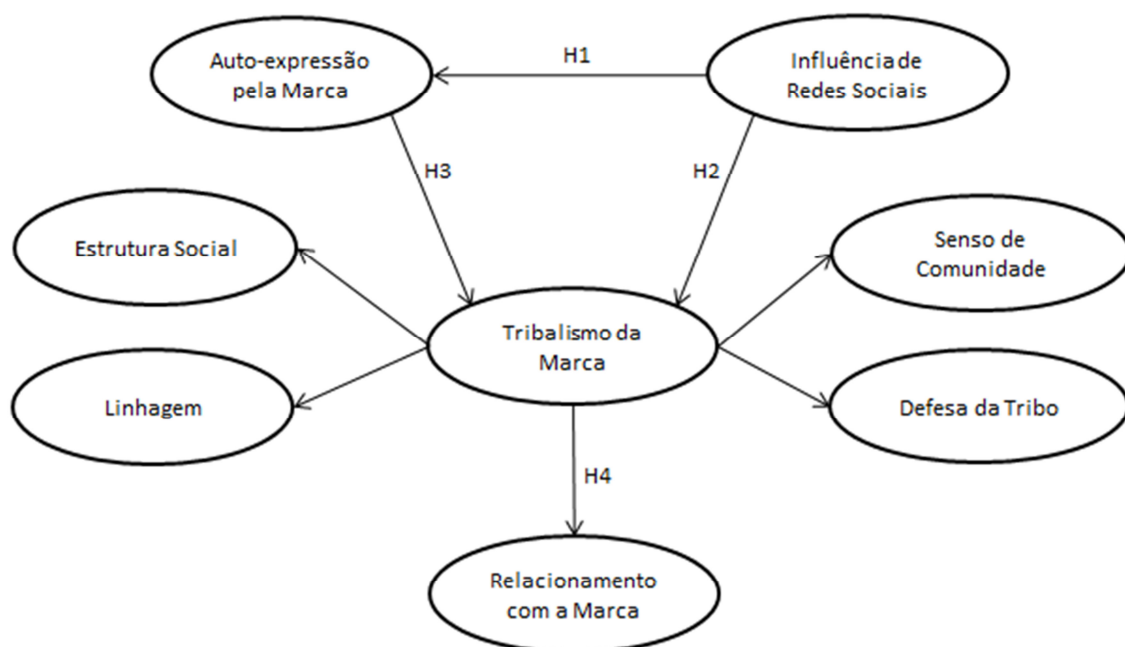 Auto-expressão
pela Marca
H1
Influência de
Redes Sociais
H3
H2
Estrutura Social
Senso de
Comunidade
Tribalismo da
Marca
Linhagem
Defesa da Tribo
H4
Relacionamento
com a Marca